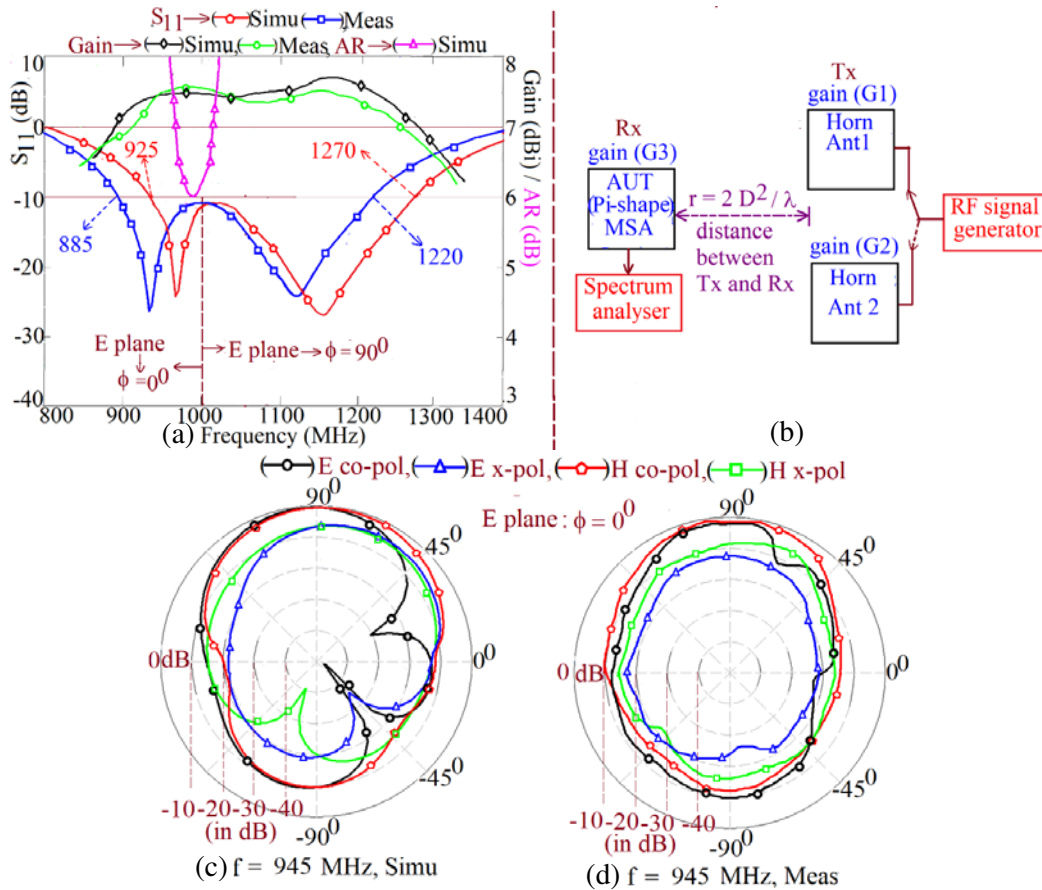 S11→( )Simu( )Meas
Gain→( )Simu,( )Meas, AR→( )Simu
S11 (dB)
10
0
-10
-20
-30
-40
8
7
6
5
4
3
Gain (dBi) / AR (dB)
925
1270
885
1220
E plane
ϕ = 0⁰
E plane → ϕ = 90⁰
800 900 1000 1100 1200 1300 1400
(a) Frequency (MHz)
Rx
gain (G3)
AUT
(Pi-shape)
MSA
Spectrum
analyser
r = 2 D² / λ
distance
between
Tx and Rx
Tx
gain (G1)
Horn
Ant1
gain (G2)
Horn
Ant 2
RF signal
generator
(b)
( )E co-pol,( )E x-pol,( )H co-pol,( )H x-pol
E plane : ϕ = 0⁰
90⁰
45⁰
0⁰
-45⁰
-90⁰
0dB
-10 -20 -30 -40
(in dB)
(c) f = 945 MHz, Simu
90⁰
45⁰
0⁰
-45⁰
-90⁰
0 dB
-10 -20 -30 -40
(in dB)
(d) f = 945 MHz, Meas